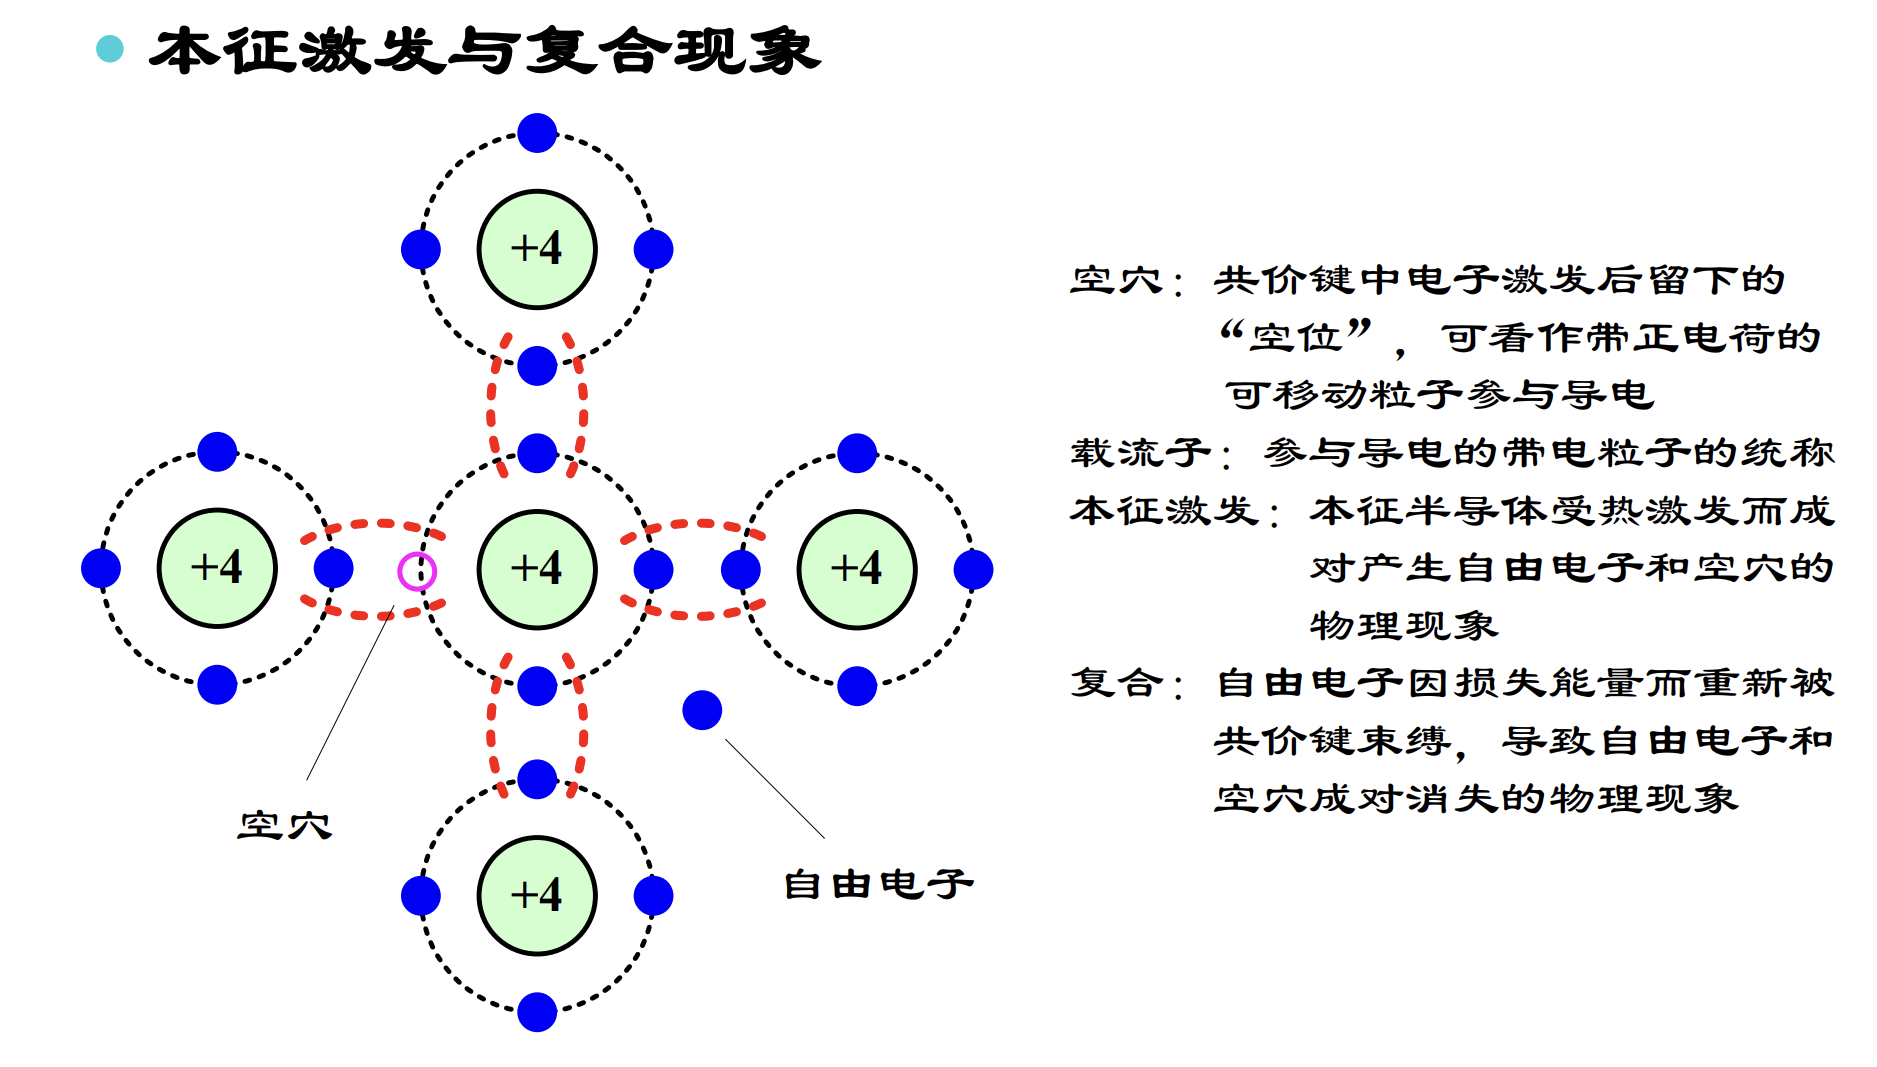 本征激发与复合现象
+4
+4
+4
+4
+4
空穴
自由电子
空穴：共价键中电子激发后留下的
“空位”，可看作带正电荷的
可移动粒子参与导电
载流子：参与导电的带电粒子的统称
本征激发：本征半导体受热激发而成
对产生自由电子和空穴的
物理现象
复合：自由电子因损失能量而重新被
共价键束缚，导致自由电子和
空穴成对消失的物理现象